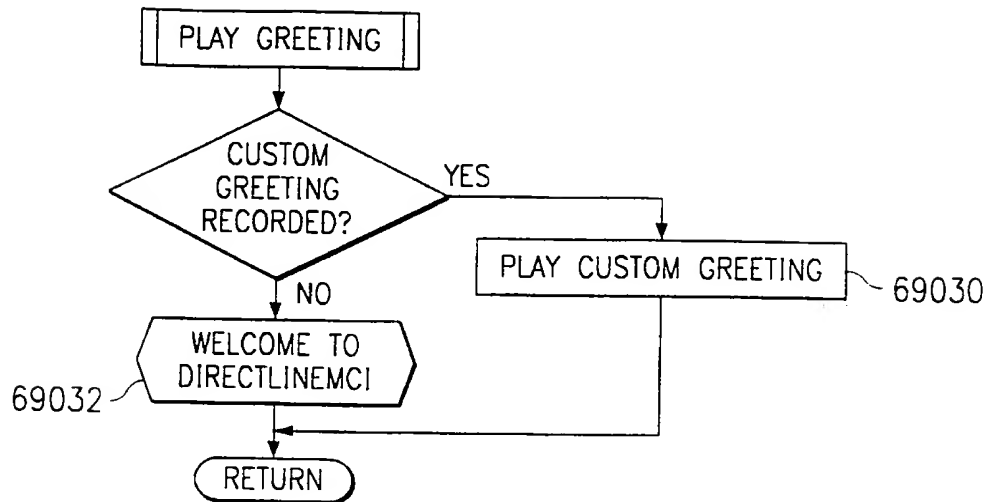 PLAY GREETING
CUSTOM
GREETING
RECORDED?
YES
PLAY CUSTOM GREETING
69030
NO
WELCOME TO
DIRECTLINEMCI
69032
RETURN